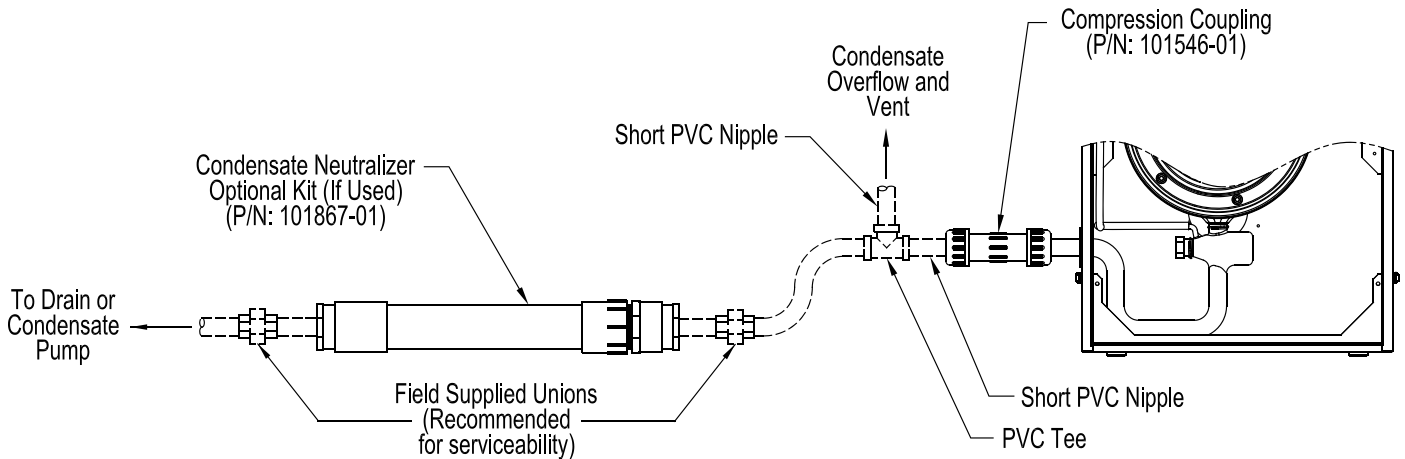 Compression Coupling
(P/N: 101546-01)
Condensate
Overflow and
Vent
Short PVC Nipple
Condensate Neutralizer
Optional Kit (If Used)
(P/N: 101867-01)
To Drain or
Condensate
Pump
Field Supplied Unions
(Recommended
for serviceability)
Short PVC Nipple
PVC Tee